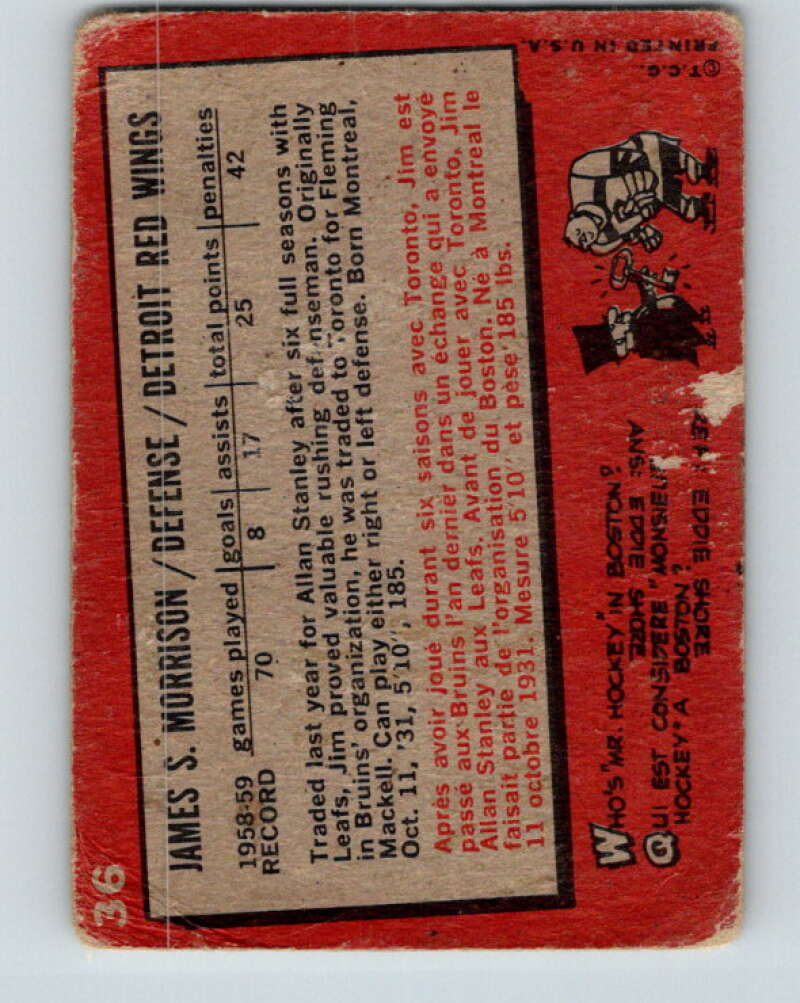 36
JAMES S. MORRISON / DEFENSE / DETROIT RED WINGS
1958-59 games played goals assists total points penalties
RECORD 70 8 17 25 42
Traded last year for Allan Stanley after six full seasons with
Leafs, Jim proved valuable rushing defenseman. Originally
in Bruins' organization, he was traded to Toronto for Fleming
Mackell. Can play either right or left defense. Born Montreal,
Oct. 11, '31, 5'10", 185.
Après avoir joué durant six saisons avec Toronto, Jim est
passé aux Bruins l'an dernier dans un échange qui a envoyé
Allan Stanley aux Leafs. Avant de jouer avec Toronto, Jim
faisait partie de l'organisation du Boston. Né à Montreal le
11 octobre 1931. Mesure 5'10" et pèse 185 lbs.
WHO'S "MR. HOCKEY" IN BOSTON?
ANS: EDDIE SHORE
QUI EST CONSIDERE "MONSIEUR
HOCKEY" A BOSTON?
EDDIE SHORE
© T.C.G.
PRINTED IN U.S.A.